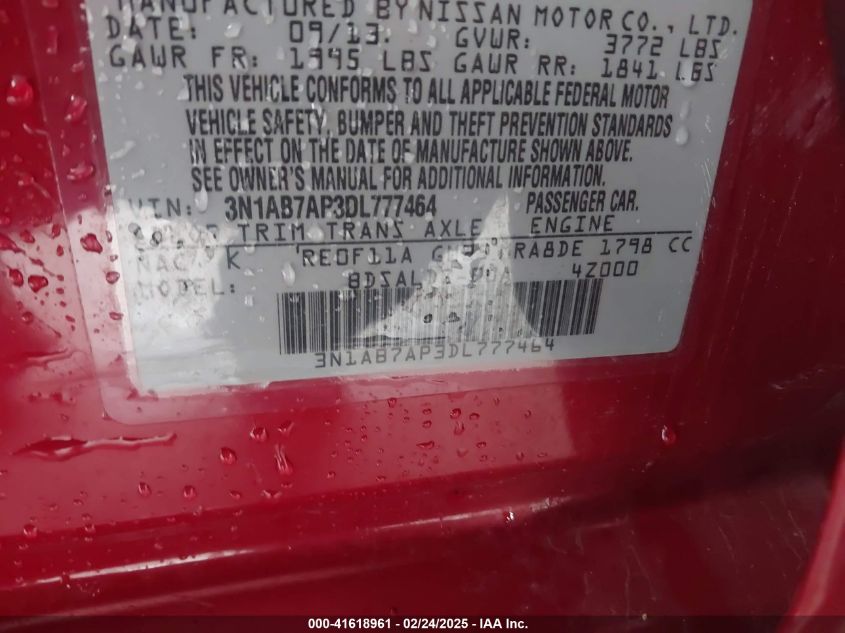 MANUFACTURED BY NISSAN MOTOR CO., LTD.
DATE: 09/13 GVWR: 3772 LBS
GAWR FR: 1945 LBS GAWR RR: 1841 LBS
THIS VEHICLE CONFORMS TO ALL APPLICABLE FEDERAL MOTOR
VEHICLE SAFETY, BUMPER AND THEFT PREVENTION STANDARDS
IN EFFECT ON THE DATE OF MANUFACTURE SHOWN ABOVE.
SEE OWNER'S MANUAL FOR ADDITIONAL INFORMATION.
VIN: 3N1AB7AP3DL777464 PASSENGER CAR.
TRIM TRANS AXLE ENGINE
NAC K RE0F11A 1798 CC
MODEL: 4Z000
3N1AB7AP3DL777464
000-41618961 - 02/24/2025 - IAA Inc.